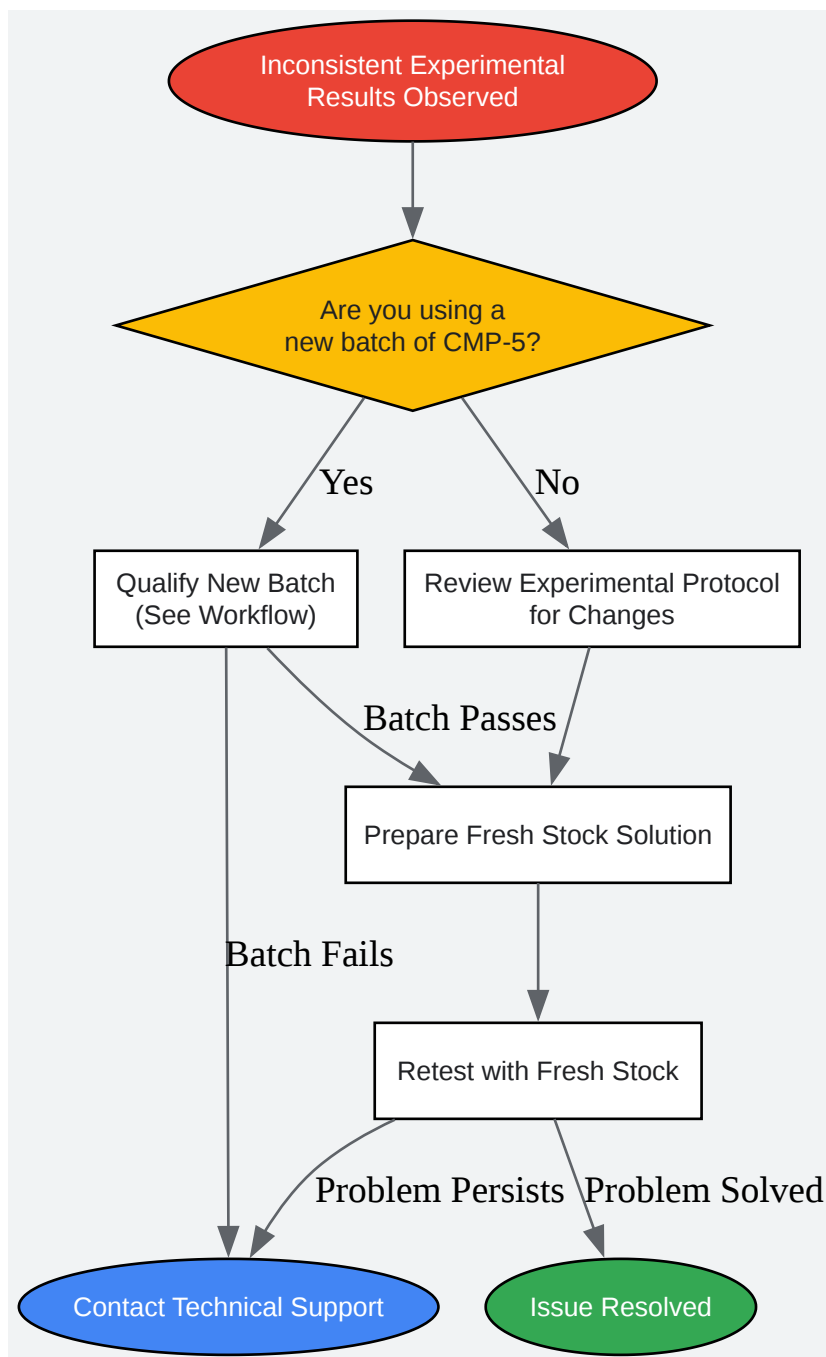 Inconsistent Experimental
Results Observed
Are you using a
new batch of CMP-5?
Yes
No
Qualify New Batch
(See Workflow)
Review Experimental Protocol
for Changes
Batch Passes
Prepare Fresh Stock Solution
Batch Fails
Retest with Fresh Stock
Problem Persists
Problem Solved
Contact Technical Support
Issue Resolved